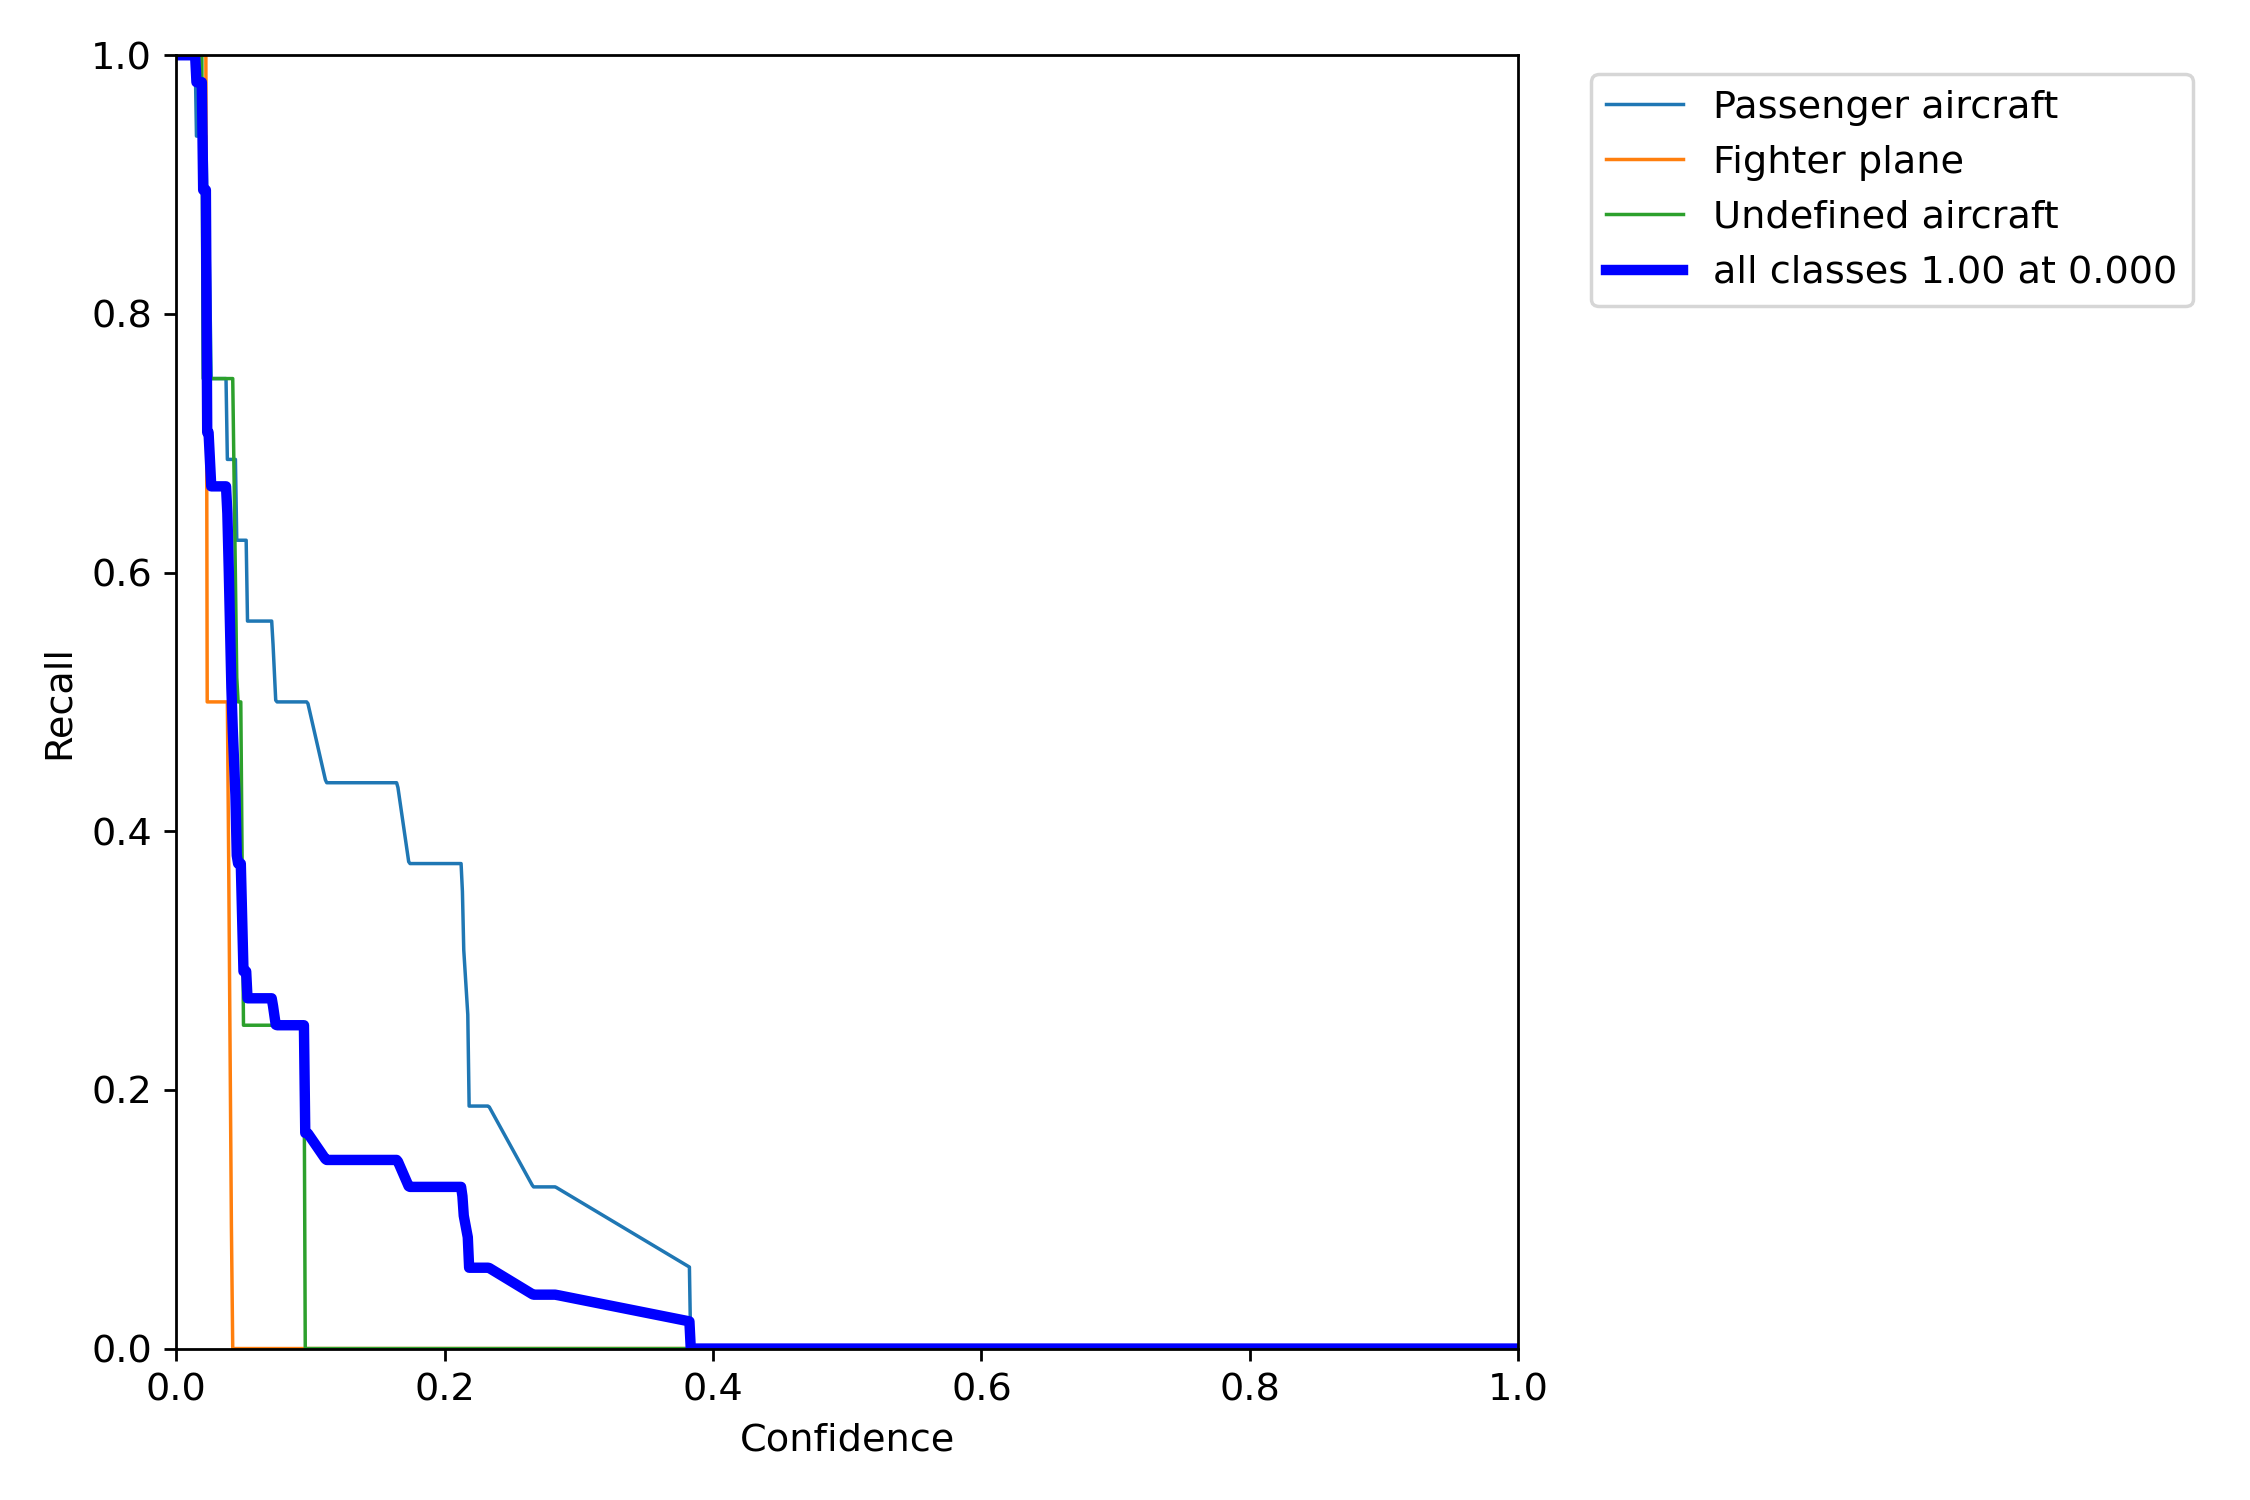 1.0
0.8
0.6
0.4
0.2
0.0
Recall
0.0 0.2 0.4 0.6 0.8 1.0
Confidence
Passenger aircraft
Fighter plane
Undefined aircraft
all classes 1.00 at 0.000